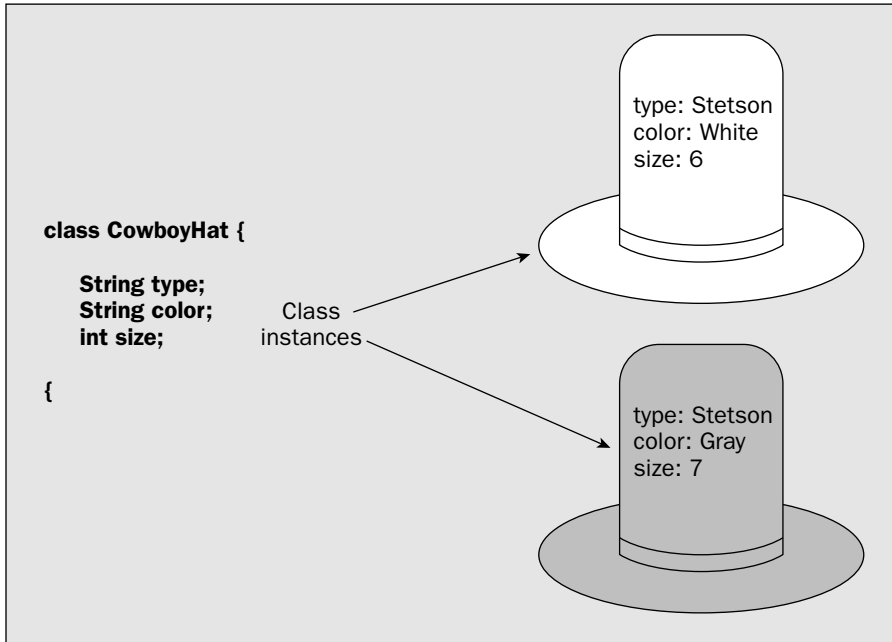 class CowboyHat {
String type;
String color;
int size;
{
Class
instances
type: Stetson
color: White
size: 6
type: Stetson
color: Gray
size: 7